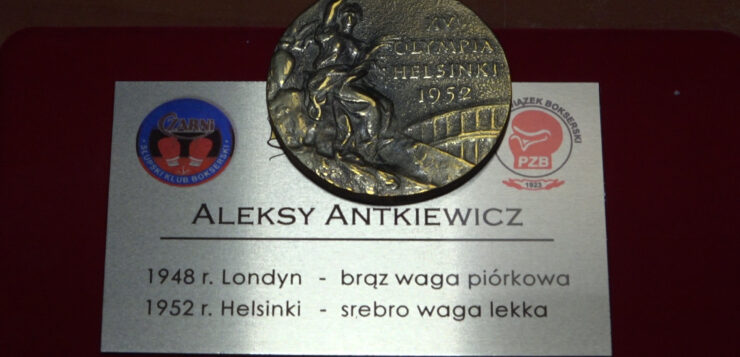 XV
OLYMPIA
HELSINKI
1952
CZARNI
SŁUPSKI KLUB BOKSERSKI
BOKSERSKI
PZB
1923
ALEKSY ANTKIEWICZ
1948 r. Londyn - brąz waga piórkowa
1952 r. Helsinki - srebro waga lekka